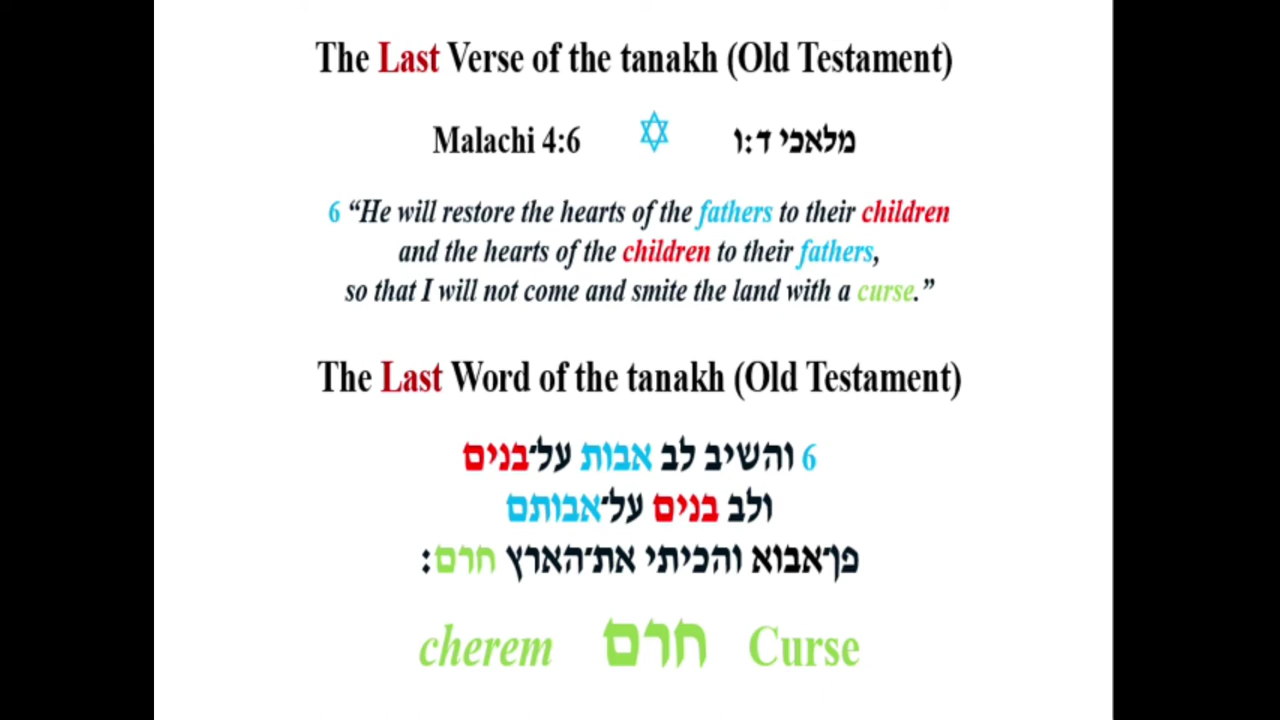 The Last Verse of the tanakh (Old Testament)
Malachi 4:6 ✡ מלאכי ד:ו
6 “He will restore the hearts of the fathers to their children
and the hearts of the children to their fathers,
so that I will not come and smite the land with a curse.”
The Last Word of the tanakh (Old Testament)
6 והשיב לב אבות על־בנים
ולב בנים על־אבותם
פן־אבוא והכיתי את־הארץ חרם:
cherem חרם Curse